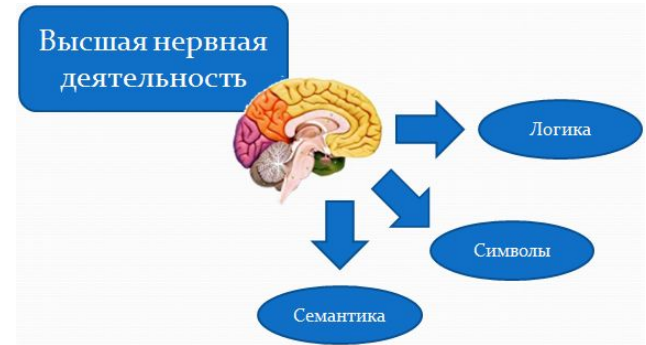 Высшая нервная
деятельность
Логика
Символы
Семантика